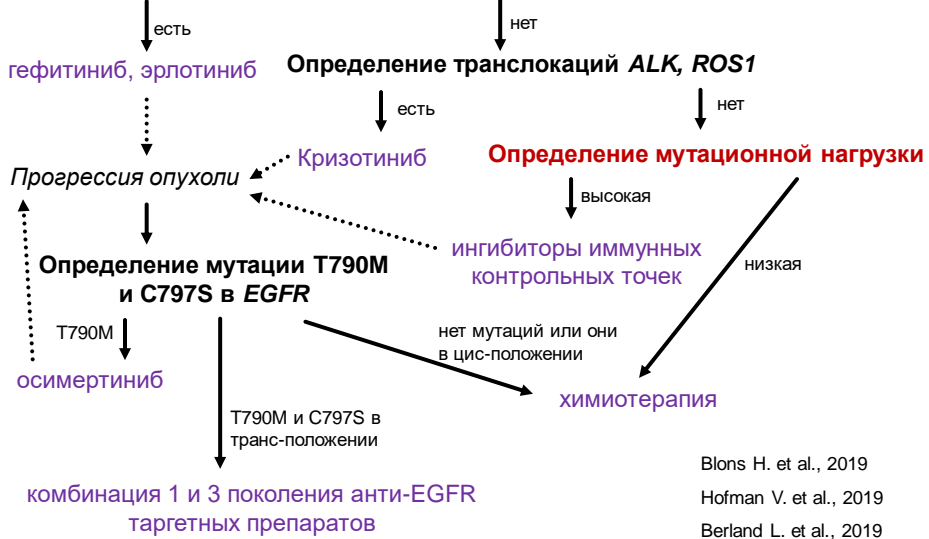 есть
нет
гефитиниб, эрлотиниб
Определение транслокаций ALK, ROS1
есть
нет
Кризотиниб
Определение мутационной нагрузки
Прогрессия опухоли
высокая
ингибиторы иммунных
контрольных точек
низкая
Определение мутации T790M
и C797S в EGFR
T790M
нет мутаций или они
в цис-положении
осимертиниб
химиотерапия
T790M и C797S в
транс-положении
комбинация 1 и 3 поколения анти-EGFR
таргетных препаратов
Blons H. et al., 2019
Hofman V. et al., 2019
Berland L. et al., 2019